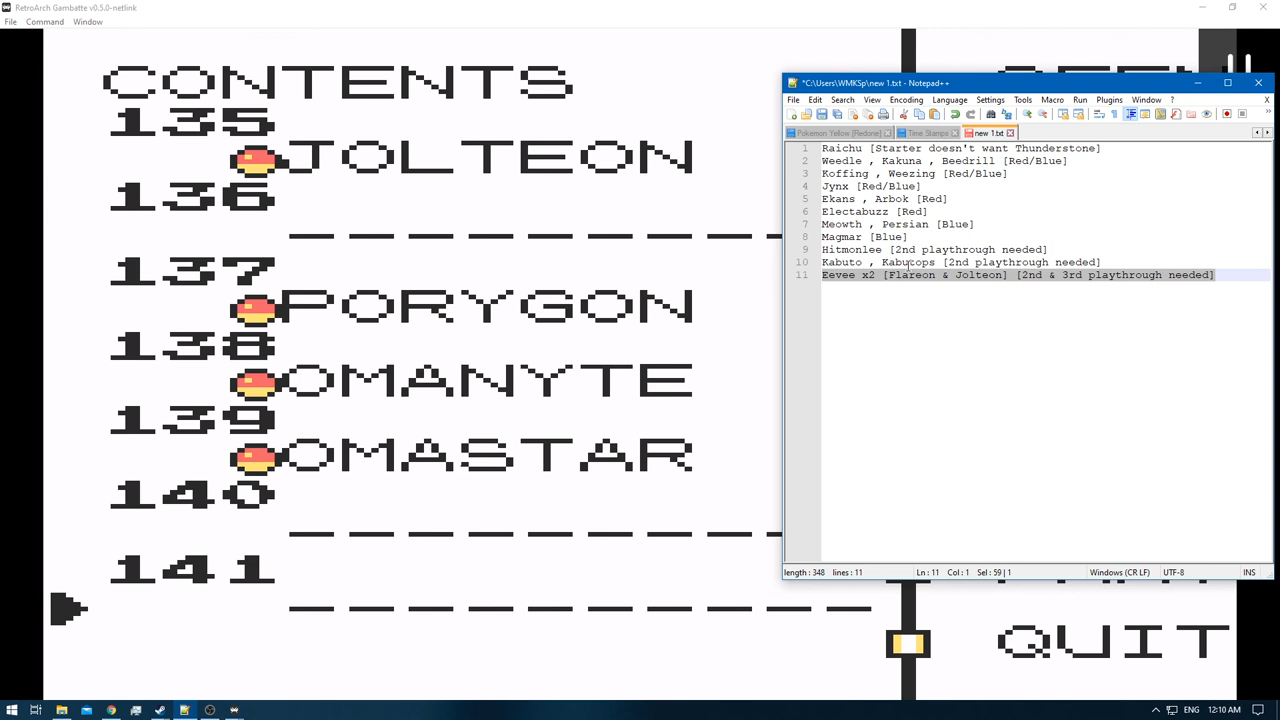 RetroArch Gambatte v0.5.0-netlink
File Command Window
CONTENTS
135
JOLTEON
136
137
PORYGON
138
OMANYTE
139
OMASTAR
140
141
QUIT
*C:\Users\WMKSp\new 1.txt - Notepad++
File Edit Search View Encoding Language Settings Tools Macro Run Plugins Window ?
Pokemon Yellow [Redone] Time Stamps new 1.txt
1 Raichu [Starter doesn't want Thunderstone]
2 Weedle , Kakuna , Beedrill [Red/Blue]
3 Koffing , Weezing [Red/Blue]
4 Jynx [Red/Blue]
5 Ekans , Arbok [Red]
6 Electabuzz [Red]
7 Meowth , Persian [Blue]
8 Magmar [Blue]
9 Hitmonlee [2nd playthrough needed]
10 Kabuto , Kabutops [2nd playthrough needed]
11 Eevee x2 [Flareon & Jolteon] [2nd & 3rd playthrough needed]
length : 348 lines : 11 Ln : 11 Col : 1 Sel : 59 | 1 Windows (CR LF) UTF-8 INS
ENG 12:10 AM